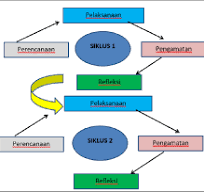 Pelaksanaan
Perencanaan
SIKLUS 1
Pengamatan
Refleksi
Pelaksanaan
Perencanaan
SIKLUS 2
Pengamatan
Refleksi